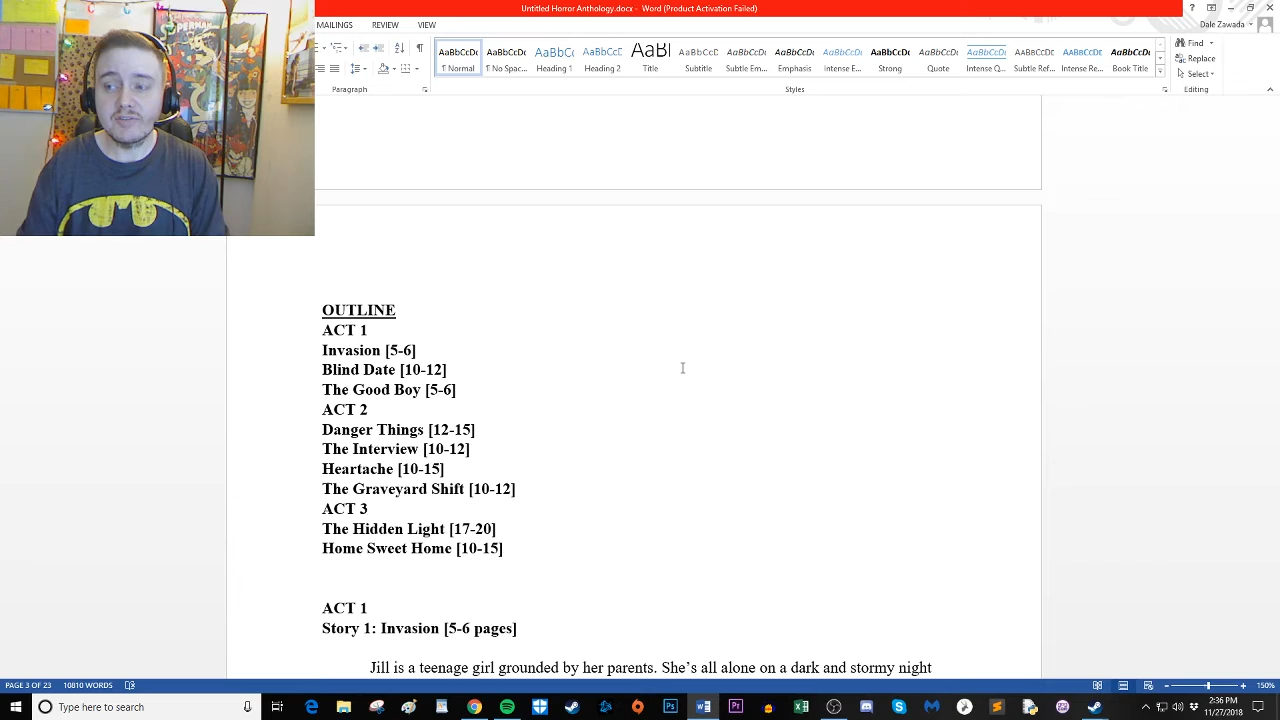 Untitled Horror Anthology.docx - Word (Product Activation Failed)
MAILINGS REVIEW VIEW
Dale Zawada
SUPERMAN
AaBbCcDc AaBbCcDc AaBbCc AaBbCcD AaBl AaBbCcD AaBbCcDc AaBbCcDc AaBbCcDc AaBbCcDc AaBbCcDc AaBbCcDc AaBbCcDc AaBbCcDc AaBbCcDc
¶ Normal ¶ No Spac... Heading 1 Heading 2 Title Subtitle Subtle Em... Emphasis Intense E... Strong Quote Intense Q... Subtle Ref... Intense Re... Book Title
Find
Replace
Select
Paragraph Styles Editing
OUTLINE
ACT 1
Invasion [5-6]
Blind Date [10-12]
The Good Boy [5-6]
ACT 2
Danger Things [12-15]
The Interview [10-12]
Heartache [10-15]
The Graveyard Shift [10-12]
ACT 3
The Hidden Light [17-20]
Home Sweet Home [10-15]
ACT 1
Story 1: Invasion [5-6 pages]
Jill is a teenage girl grounded by her parents. She’s all alone on a dark and stormy night
PAGE 3 OF 23 10810 WORDS 150%
Type here to search
2:36 PM
11/27/2018